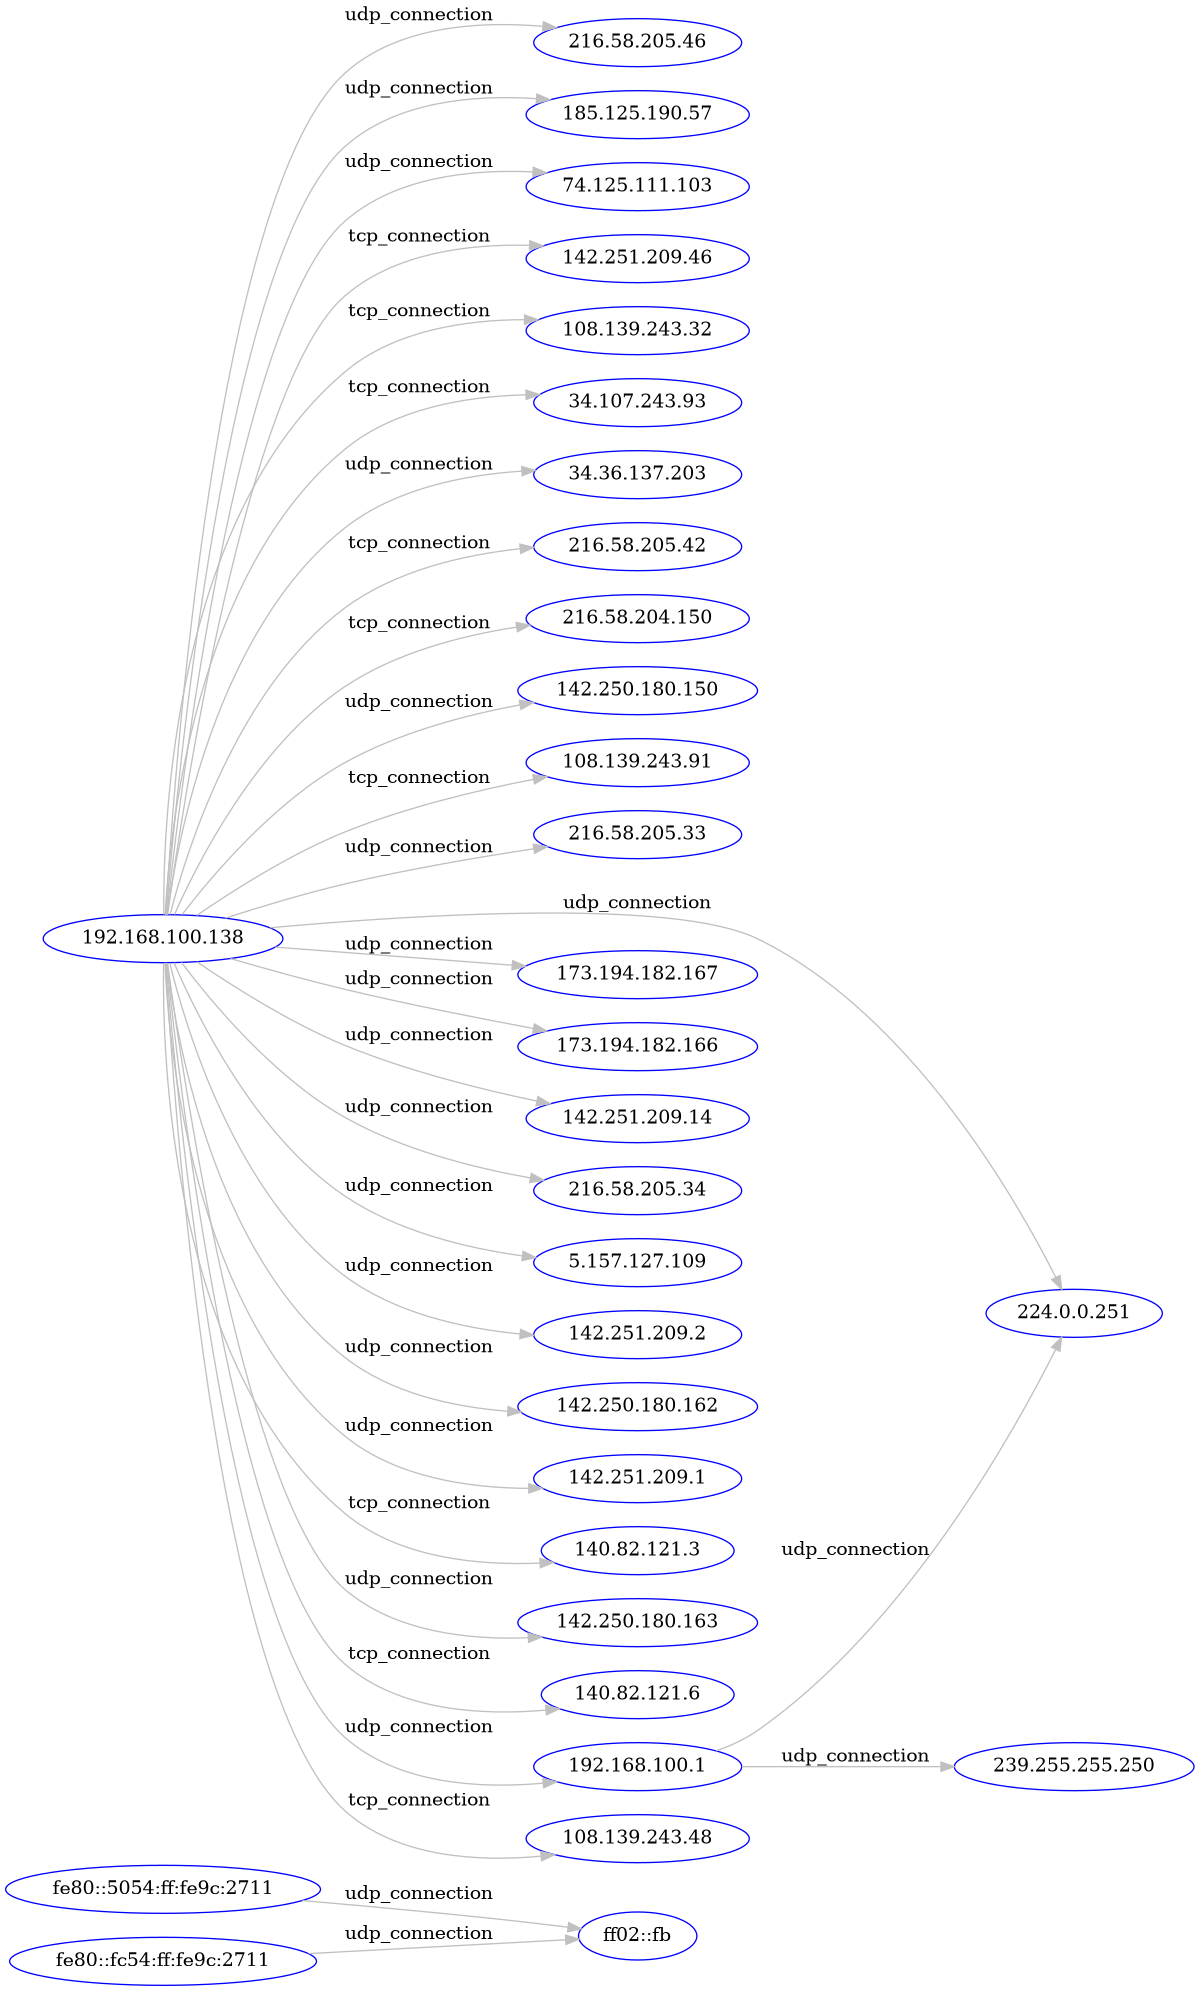 udp_connection
216.58.205.46
udp_connection
185.125.190.57
udp_connection
74.125.111.103
tcp_connection
142.251.209.46
tcp_connection
108.139.243.32
tcp_connection
34.107.243.93
udp_connection
34.36.137.203
tcp_connection
216.58.205.42
tcp_connection
216.58.204.150
udp_connection
142.250.180.150
tcp_connection
108.139.243.91
udp_connection
216.58.205.33
udp_connection
192.168.100.138
udp_connection
173.194.182.167
udp_connection
173.194.182.166
udp_connection
142.251.209.14
udp_connection
216.58.205.34
udp_connection
5.157.127.109
udp_connection
142.251.209.2
224.0.0.251
udp_connection
142.250.180.162
udp_connection
142.251.209.1
tcp_connection
140.82.121.3
udp_connection
udp_connection
142.250.180.163
tcp_connection
140.82.121.6
udp_connection
192.168.100.1
udp_connection
239.255.255.250
tcp_connection
108.139.243.48
fe80::5054:ff:fe9c:2711
udp_connection
udp_connection
ff02::fb
fe80::fc54:ff:fe9c:2711